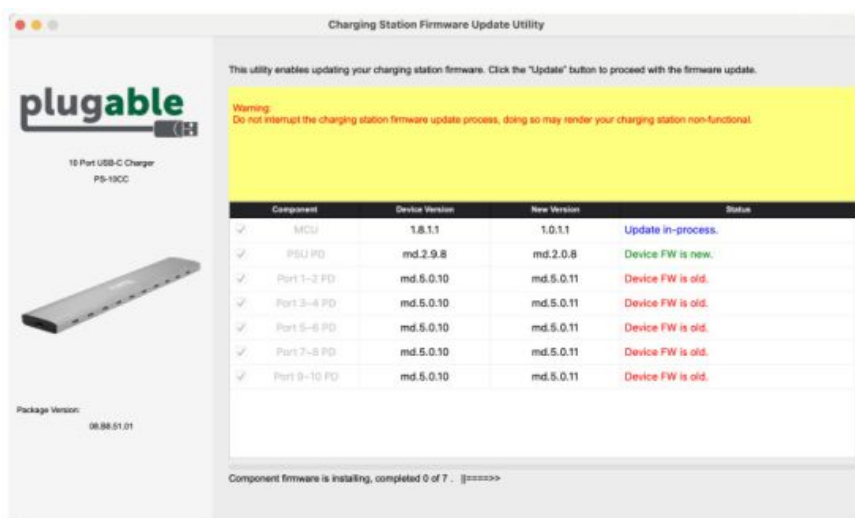 Charging Station Firmware Update Utility
This utility enables updating your charging station firmware. Click the "Update" button to proceed with the firmware update.
plugable
10 Port USB-C Charger
PS-10CC
Warning:
Do not interrupt the charging station firmware update process, doing so may render your charging station non-functional.
Component Device Version New Version Status
MCU 1.8.1.1 1.0.1.1 Update in-process.
PSU PD md.2.9.8 md.2.0.8 Device FW is new.
Port 1-2 PD md.5.0.10 md.5.0.11 Device FW is old.
Port 3-4 PD md.5.0.10 md.5.0.11 Device FW is old.
Port 5-6 PD md.5.0.10 md.5.0.11 Device FW is old.
Port 7-8 PD md.5.0.10 md.5.0.11 Device FW is old.
Port 9-10 PD md.5.0.10 md.5.0.11 Device FW is old.
Package Version:
08.B8.51.01
Component firmware is installing, completed 0 of 7 . ||=====>>